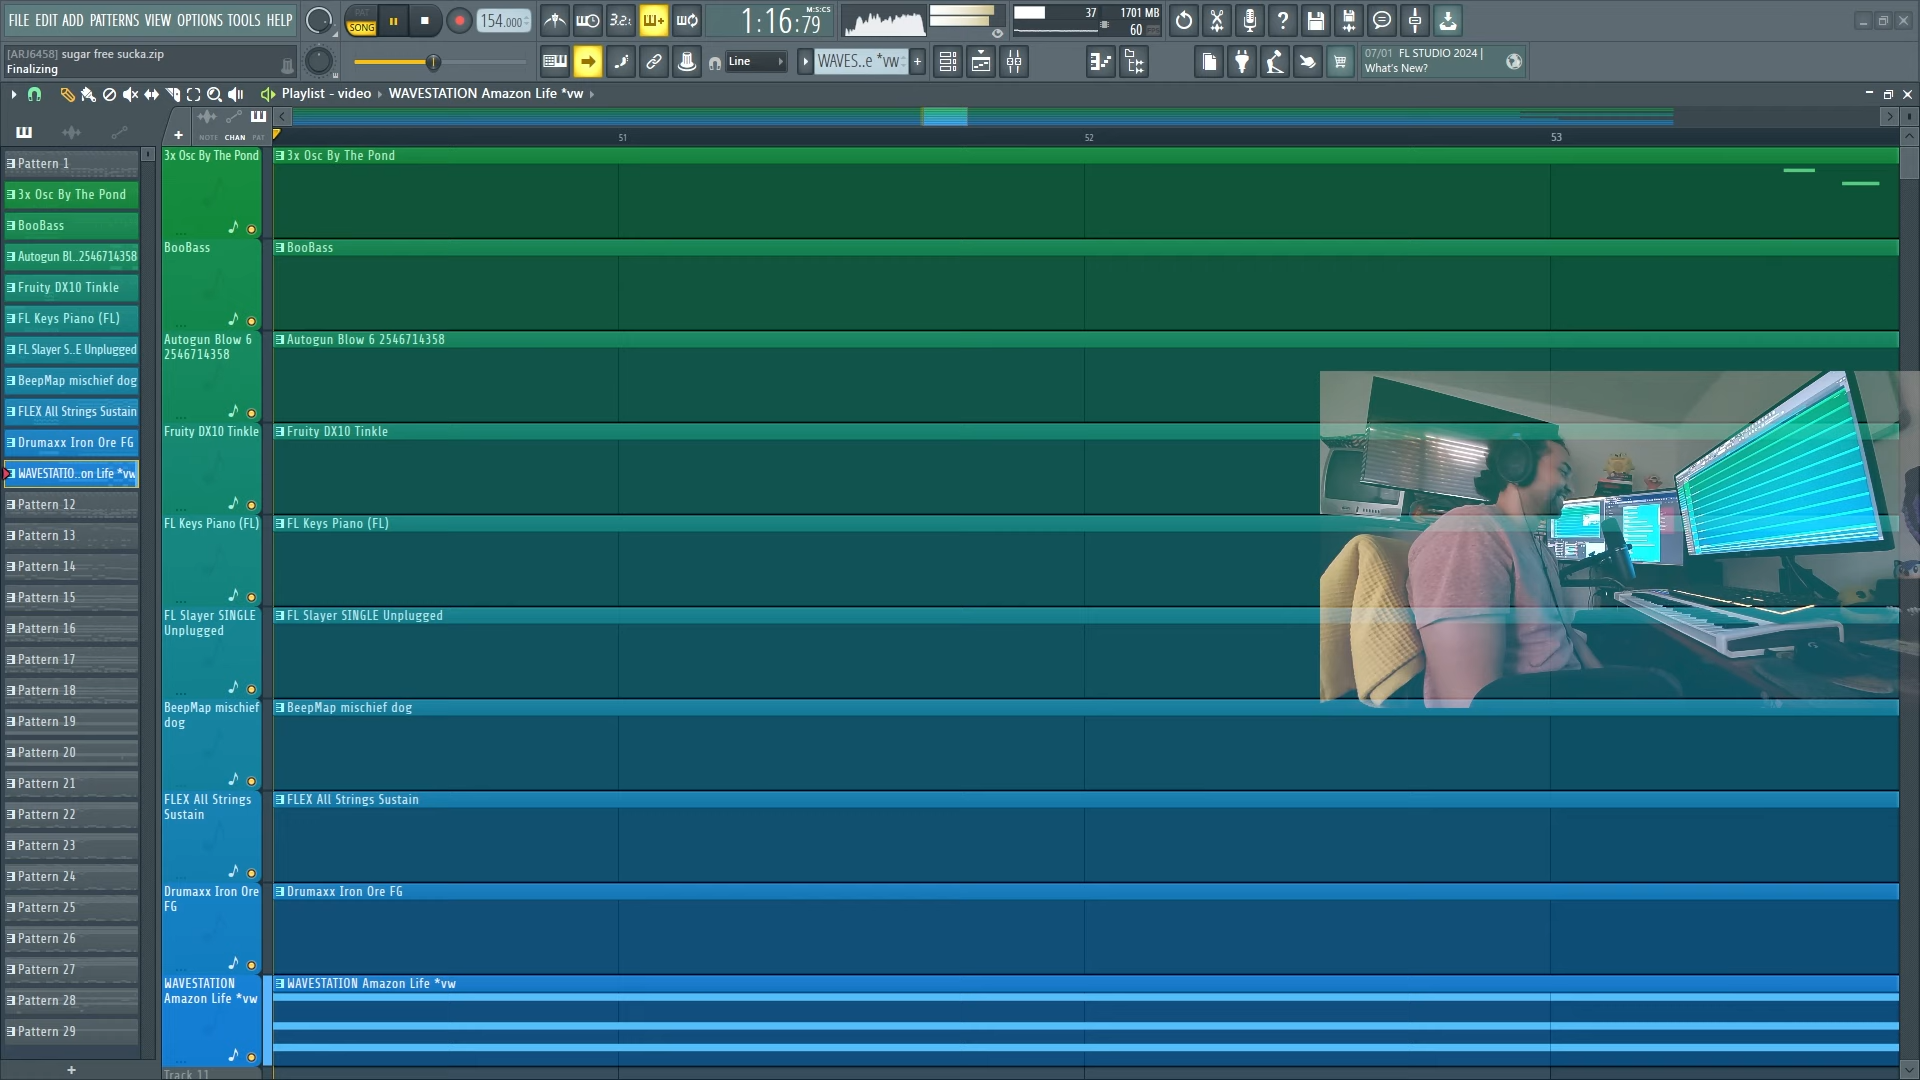 FILE EDIT ADD PATTERNS VIEW OPTIONS TOOLS HELP
PAT
SONG
154.000
3.2.
1:16:79
M:S:CS
37
1701 MB
60
[ARJ6458] sugar free sucka.zip
Finalizing
Line
WAVES..e *vw
07/01 FL STUDIO 2024 |
What's New?
Playlist - video
WAVESTATION Amazon Life *vw
NOTE CHAN PAT
51
52
53
Pattern 1
3x Osc By The Pond
BooBass
Autogun Bl..2546714358
Fruity DX10 Tinkle
FL Keys Piano (FL)
FL Slayer S..E Unplugged
BeepMap mischief dog
FLEX All Strings Sustain
Drumaxx Iron Ore FG
WAVESTATIO..on Life *vw
Pattern 12
Pattern 13
Pattern 14
Pattern 15
Pattern 16
Pattern 17
Pattern 18
Pattern 19
Pattern 20
Pattern 21
Pattern 22
Pattern 23
Pattern 24
Pattern 25
Pattern 26
Pattern 27
Pattern 28
Pattern 29
3x Osc By The Pond
3x Osc By The Pond
BooBass
BooBass
Autogun Blow 6
2546714358
Autogun Blow 6 2546714358
Fruity DX10 Tinkle
Fruity DX10 Tinkle
FL Keys Piano (FL)
FL Keys Piano (FL)
FL Slayer SINGLE
Unplugged
FL Slayer SINGLE Unplugged
BeepMap mischief
dog
BeepMap mischief dog
FLEX All Strings
Sustain
FLEX All Strings Sustain
Drumaxx Iron Ore
FG
Drumaxx Iron Ore FG
WAVESTATION
Amazon Life *vw
WAVESTATION Amazon Life *vw
Track 11